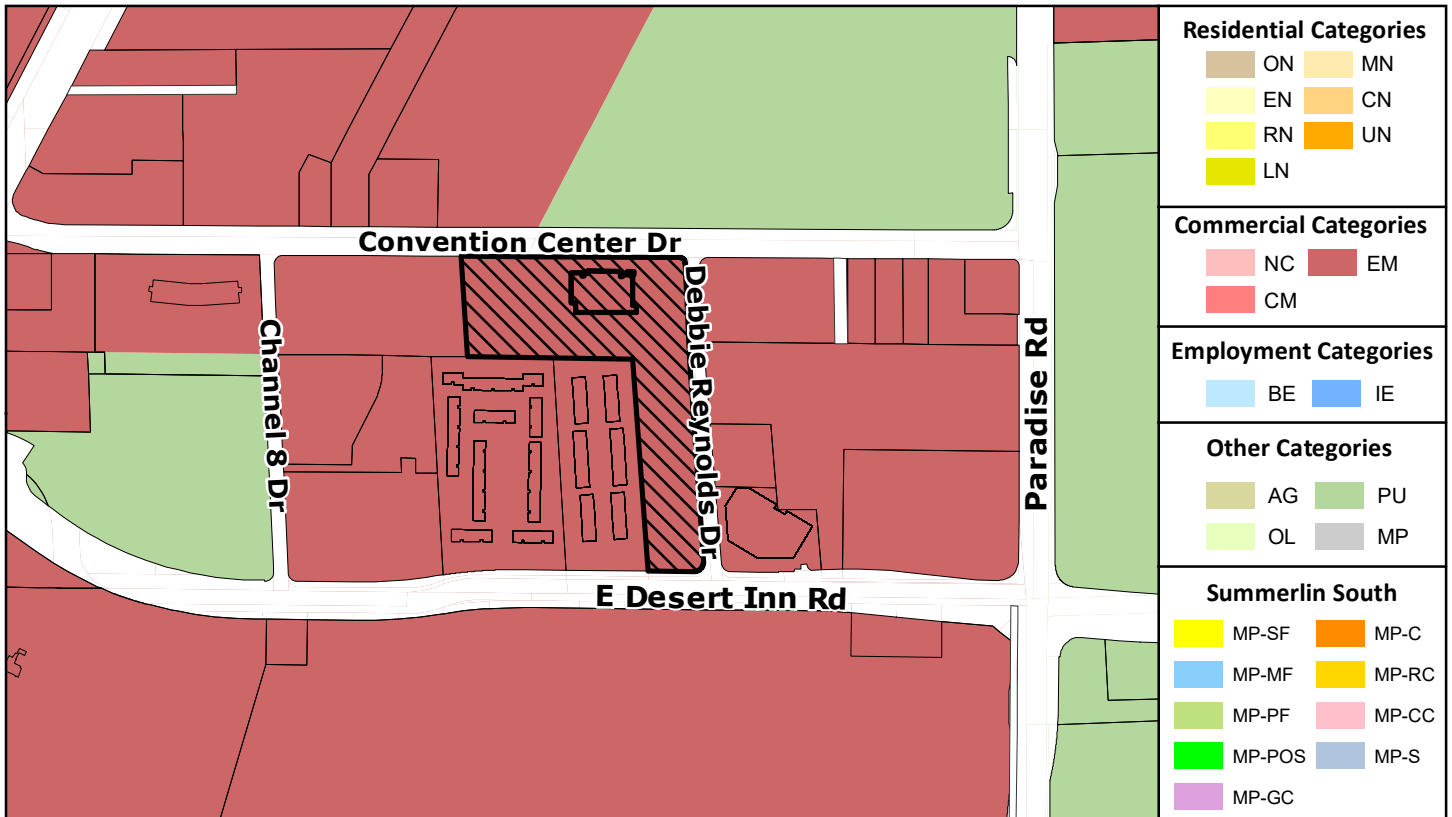 Convention Center Dr
Debbie Reynolds Dr
Channel 8 Dr
Paradise Rd
E Desert Inn Rd
Residential Categories
ON MN
EN CN
RN UN
LN
Commercial Categories
NC EM
CM
Employment Categories
BE IE
Other Categories
AG PU
OL MP
Summerlin South
MP-SF MP-C
MP-MF MP-RC
MP-PF MP-CC
MP-POS MP-S
MP-GC